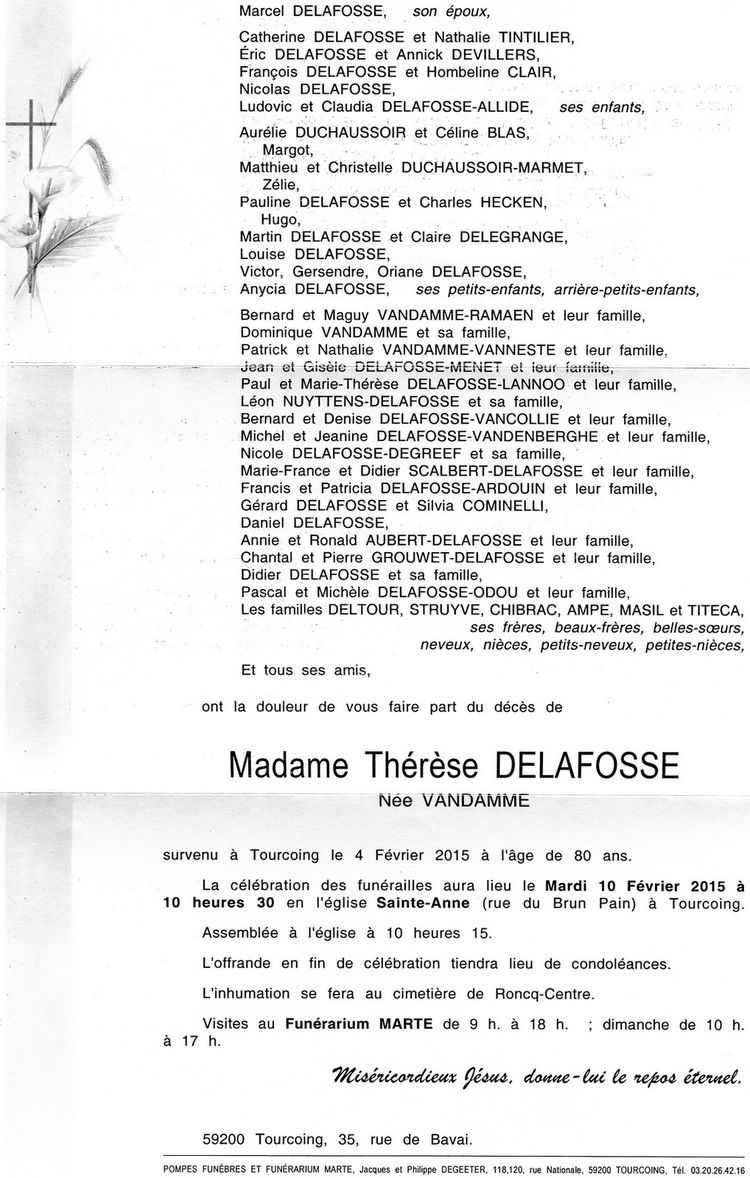 Marcel DELAFOSSE, son époux,
Catherine DELAFOSSE et Nathalie TINTILIER,
Éric DELAFOSSE et Annick DEVILLERS,
François DELAFOSSE et Hombeline CLAIR,
Nicolas DELAFOSSE,
Ludovic et Claudia DELAFOSSE-ALLIDE, ses enfants,
Aurélie DUCHAUSSOIR et Céline BLAS,
Margot,
Matthieu et Christelle DUCHAUSSOIR-MARMET,
Zélie,
Pauline DELAFOSSE et Charles HECKEN,
Hugo,
Martin DELAFOSSE et Claire DELEGRANGE,
Louise DELAFOSSE,
Victor, Gersendre, Oriane DELAFOSSE,
Anycia DELAFOSSE, ses petits-enfants, arrière-petits-enfants,
Bernard et Maguy VANDAMME-RAMAEN et leur famille,
Dominique VANDAMME et sa famille,
Patrick et Nathalie VANDAMME-VANNESTE et leur famille,
Jean et Gisèle DELAFOSSE-MENET et leur famille,
Paul et Marie-Thérèse DELAFOSSE-LANNOO et leur famille,
Léon NUYTTENS-DELAFOSSE et sa famille,
Bernard et Denise DELAFOSSE-VANCOLLIE et leur famille,
Michel et Jeanine DELAFOSSE-VANDENBERGHE et leur famille,
Nicole DELAFOSSE-DEGREEF et sa famille,
Marie-France et Didier SCALBERT-DELAFOSSE et leur famille,
Francis et Patricia DELAFOSSE-ARDOUIN et leur famille,
Gérard DELAFOSSE et Silvia COMINELLI,
Daniel DELAFOSSE,
Annie et Ronald AUBERT-DELAFOSSE et leur famille,
Chantal et Pierre GROUWET-DELAFOSSE et leur famille,
Didier DELAFOSSE et sa famille,
Pascal et Michèle DELAFOSSE-ODOU et leur famille,
Les familles DELTOUR, STRUYVE, CHIBRAC, AMPE, MASIL et TITECA,
ses frères, beaux-frères, belles-sœurs,
neveux, nièces, petits-neveux, petites-nièces,
Et tous ses amis,
ont la douleur de vous faire part du décès de
Madame Thérèse DELAFOSSE
Née VANDAMME
survenu à Tourcoing le 4 Février 2015 à l'âge de 80 ans.
La célébration des funérailles aura lieu le Mardi 10 Février 2015 à
10 heures 30 en l'église Sainte-Anne (rue du Brun Pain) à Tourcoing.
Assemblée à l'église à 10 heures 15.
L'offrande en fin de célébration tiendra lieu de condoléances.
L'inhumation se fera au cimetière de Roncq-Centre.
Visites au Funérarium MARTE de 9 h. à 18 h. ; dimanche de 10 h.
à 17 h.
Miséricordieux Jésus, donne-lui le repos éternel.
59200 Tourcoing, 35, rue de Bavai.
POMPES FUNÈBRES ET FUNÉRARIUM MARTE, Jacques et Philippe DEGEETER, 118,120, rue Nationale, 59200 TOURCOING, Tél. 03.20.26.42.16